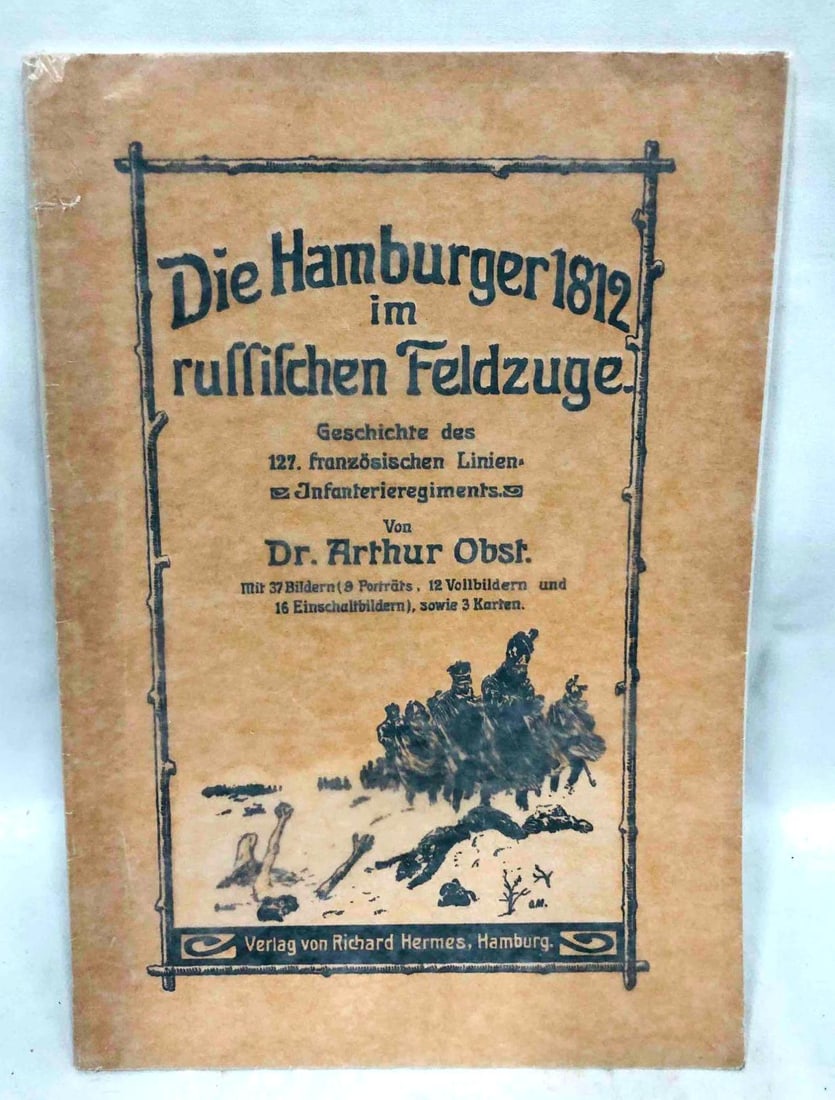 Die Hamburger 1812
im
ruſſiſchen Feldzuge.
Geschichte des
127. französischen Linien-
Infanterieregiments.
Von
Dr. Arthur Obst.
Mit 37 Bildern (9 Porträts, 12 Vollbildern und
16 Einschaltbildern), sowie 3 Karten.
Verlag von Richard Hermes, Hamburg.